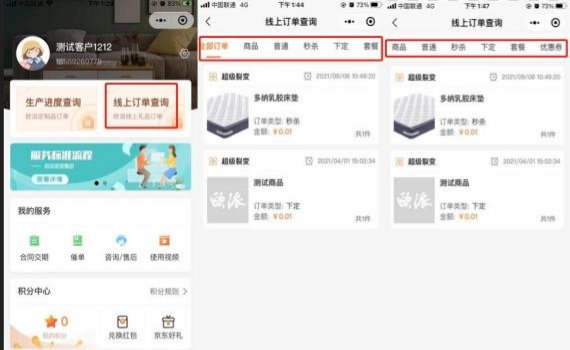 测试客户1212
18589260778
生产进度查询
欧派定制品订单
线上订单查询
欧派线上礼品订单
服务标准流程
查看详情
我的服务
合同交期
催单
咨询/售后
使用视频
积分中心
积分规则 >
0
我的积分
兑换红包
京东好礼
中国联通 4G
下午1:44
83%
线上订单查询
全部订单
商品
普通
秒杀
下定
套餐
超级裂变
2021/09/08 10:49:20
多纳乳胶床垫
订单类型: 秒杀
金额: ¥0.01
共1件
超级裂变
2021/04/01 15:02:34
欧派
测试商品
订单类型: 下定
金额: ¥0.01
共1件
中国联通 4G
下午1:47
82%
线上订单查询
商品
普通
秒杀
下定
套餐
优惠券
超级裂变
2021/09/08 10:49:20
多纳乳胶床垫
订单类型: 秒杀
金额: ¥0.01
共1件
超级裂变
2021/04/01 15:02:34
欧派
测试商品
订单类型: 下定
金额: ¥0.01
共1件